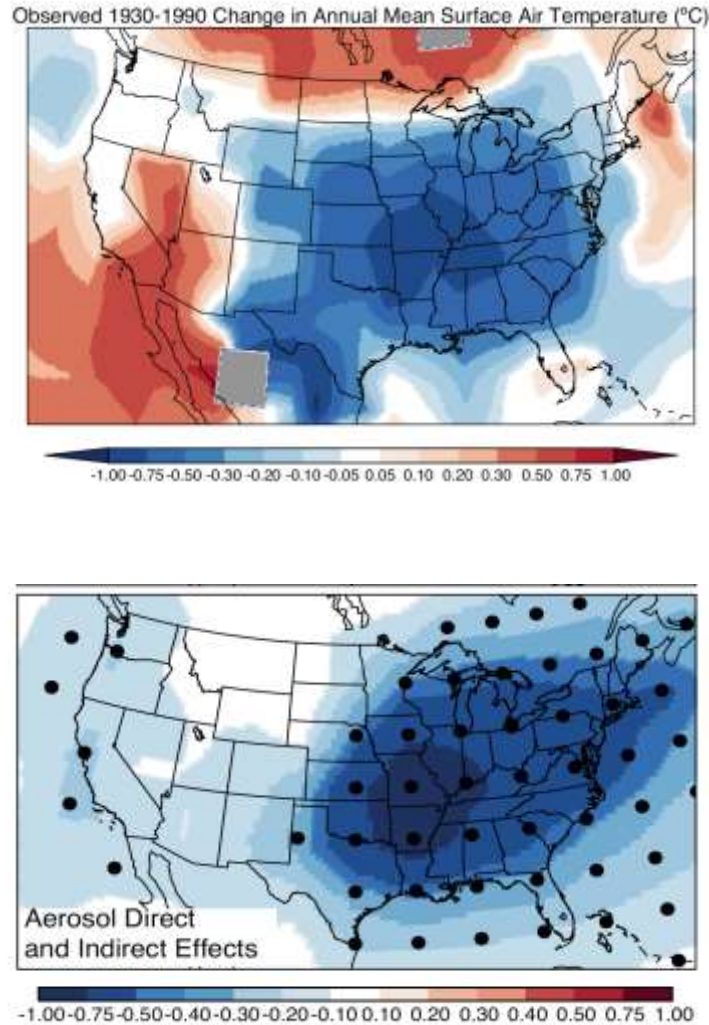 Observed 1930-1990 Change in Annual Mean Surface Air Temperature (ºC)
-1.00 -0.75 -0.50 -0.30 -0.20 -0.10 -0.05 0.05 0.10 0.20 0.30 0.50 0.75 1.00
Aerosol Direct
and Indirect Effects
-1.00-0.75-0.50-0.40-0.30-0.20-0.10 0.10 0.20 0.30 0.40 0.50 0.75 1.00